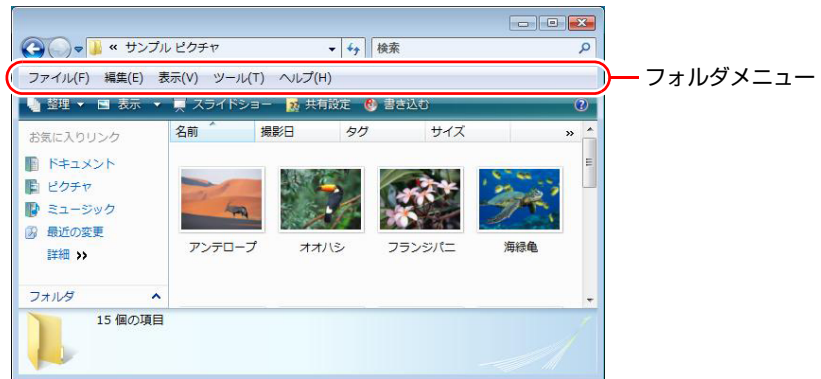 « サンプル ピクチャ
検索
ファイル(F) 編集(E) 表示(V) ツール(T) ヘルプ(H)
フォルダメニュー
整理 表示 スライドショー 共有設定 書き込む
お気に入りリンク
名前 撮影日 タグ サイズ »
ドキュメント
ピクチャ
ミュージック
最近の変更
詳細 »
アンテロープ オオハシ フランジパニ 海緑亀
フォルダ
15 個の項目